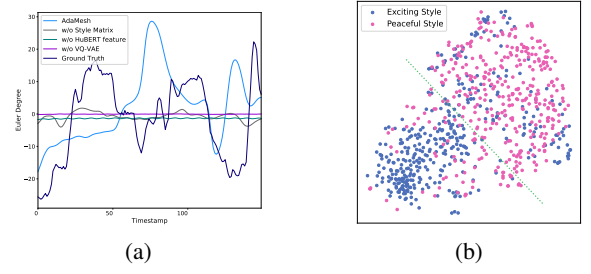 AdaMesh
w/o Style Matrix
w/o HuBERT feature
w/o VQ-VAE
Ground Truth
30
20
10
0
−10
−20
Euler Degree
0
50
100
Timestamp
(a)
Exciting Style
Peaceful Style
(b)